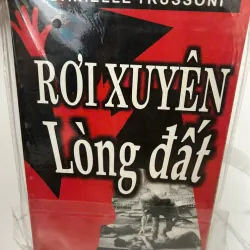 TRUSSONI
RƠI XUYÊN
Lòng đất